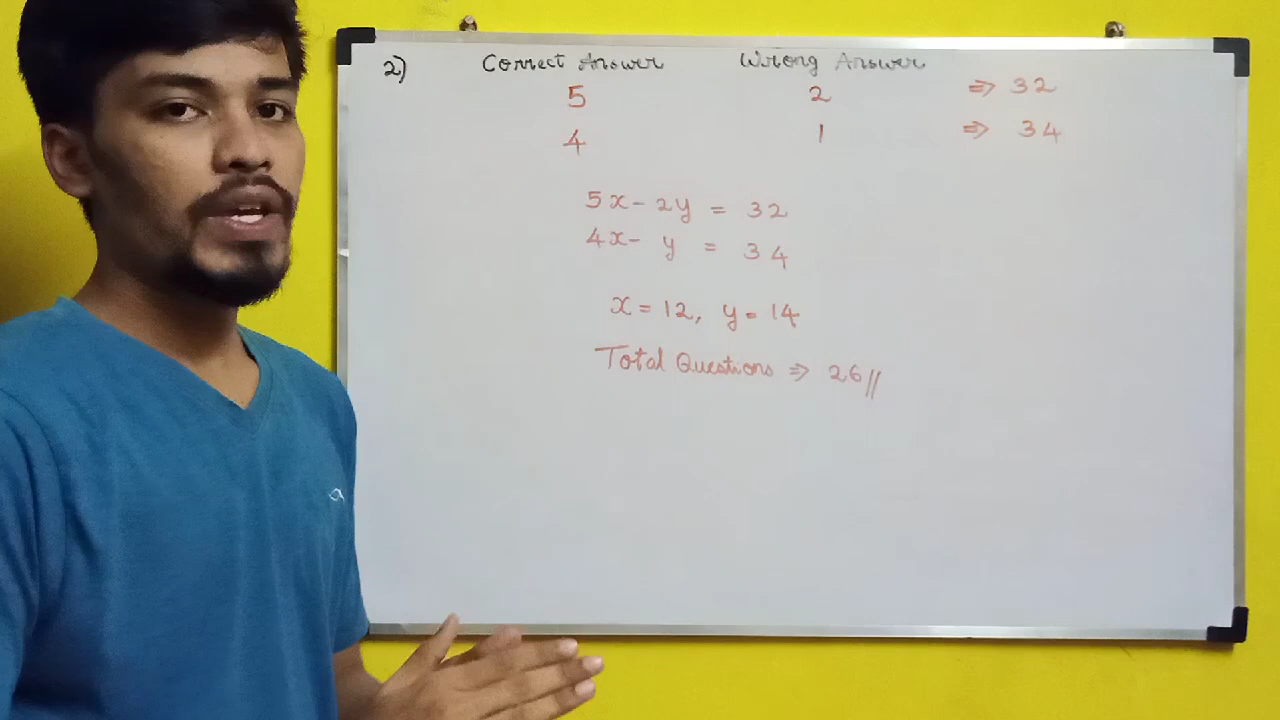 2) Correct Answer Wrong Answer
5 2 ⇒ 32
4 1 ⇒ 34
5x - 2y = 32
4x - y = 34
x = 12, y = 14
Total Questions ⇒ 26//